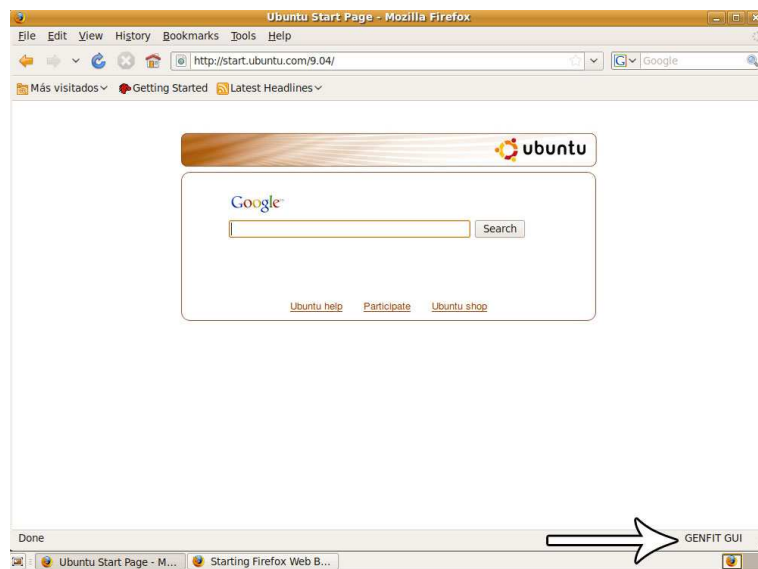 Ubuntu Start Page - Mozilla Firefox
File Edit View History Bookmarks Tools Help
http://start.ubuntu.com/9.04/
Google
Más visitados Getting Started Latest Headlines
ubuntu
Google
Search
Ubuntu help Participate Ubuntu shop
Done
GENFIT GUI
Ubuntu Start Page - M... Starting Firefox Web B...